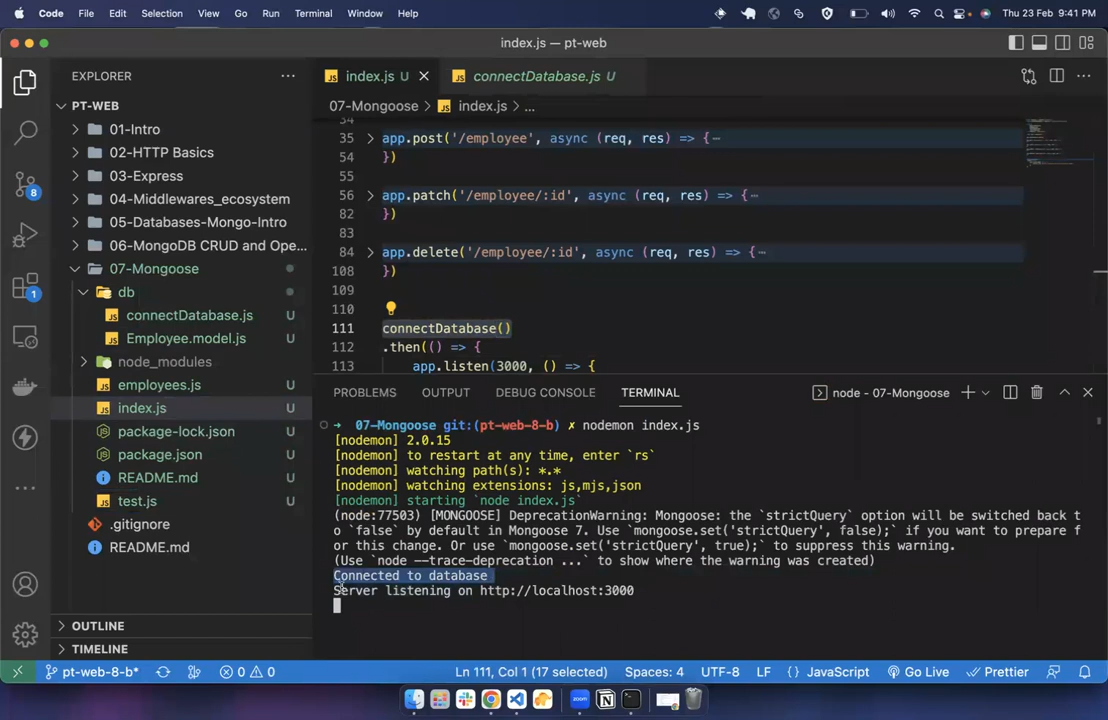 Code File Edit Selection View Go Run Terminal Window Help Thu 23 Feb 9:41 PM
index.js — pt-web
EXPLORER
PT-WEB
01-Intro
02-HTTP Basics
03-Express
04-Middlewares_ecosystem
05-Databases-Mongo-Intro
06-MongoDB CRUD and Ope...
07-Mongoose
db
connectDatabase.js U
Employee.model.js U
node_modules
employees.js U
index.js U
package-lock.json U
package.json U
README.md U
test.js U
.gitignore
README.md
OUTLINE
TIMELINE
8
1
index.js U
connectDatabase.js U
07-Mongoose > index.js > ...
34
35 app.post('/employee', async (req, res) => {…
54 })
55
56 app.patch('/employee/:id', async (req, res) => {…
82 })
83
84 app.delete('/employee/:id', async (req, res) => {…
108 })
109
110
111 connectDatabase()
112 .then(() => {
113 app.listen(3000, () => {
PROBLEMS OUTPUT DEBUG CONSOLE TERMINAL node - 07-Mongoose
➜ 07-Mongoose git:(pt-web-8-b) ✗ nodemon index.js
[nodemon] 2.0.15
[nodemon] to restart at any time, enter `rs`
[nodemon] watching path(s): *.*
[nodemon] watching extensions: js,mjs,json
[nodemon] starting `node index.js`
(node:77503) [MONGOOSE] DeprecationWarning: Mongoose: the `strictQuery` option will be switched back t
o `false` by default in Mongoose 7. Use `mongoose.set('strictQuery', false);` if you want to prepare f
or this change. Or use `mongoose.set('strictQuery', true);` to suppress this warning.
(Use `node --trace-deprecation ...` to show where the warning was created)
Connected to database
Server listening on http://localhost:3000
pt-web-8-b* 0 0 Ln 111, Col 1 (17 selected) Spaces: 4 UTF-8 LF {} JavaScript Go Live Prettier